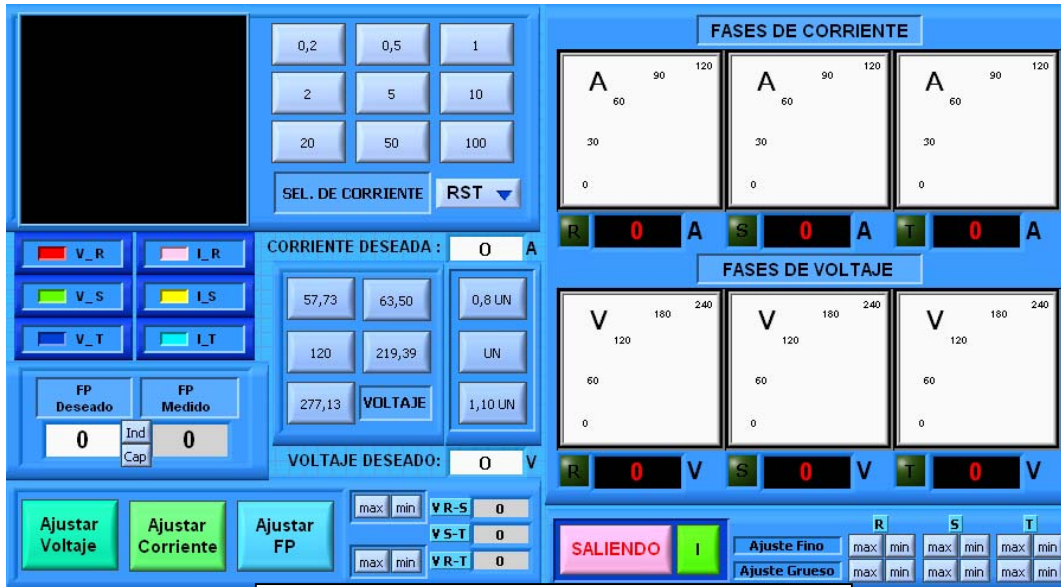 0,2 0,5 1
2 5 10
20 50 100
SEL. DE CORRIENTE RST
V_R I_R
V_S I_S
V_T I_T
CORRIENTE DESEADA : 0 A
57,73 63,50 0,8 UN
120 219,39 UN
277,13 VOLTAJE 1,10 UN
VOLTAJE DESEADO: 0 V
FP Deseado
FP Medido
0 Ind 0
Cap
Ajustar Voltaje
Ajustar Corriente
Ajustar FP
max min V R-S 0
V S-T 0
max min V R-T 0
FASES DE CORRIENTE
A 0 30 60 90 120
A 0 30 60 90 120
A 0 30 60 90 120
R 0 A S 0 A T 0 A
FASES DE VOLTAJE
V 0 60 120 180 240
V 0 60 120 180 240
V 0 60 120 180 240
R 0 V S 0 V T 0 V
SALIENDO I
R S T
Ajuste Fino max min max min max min
Ajuste Grueso max min max min max min